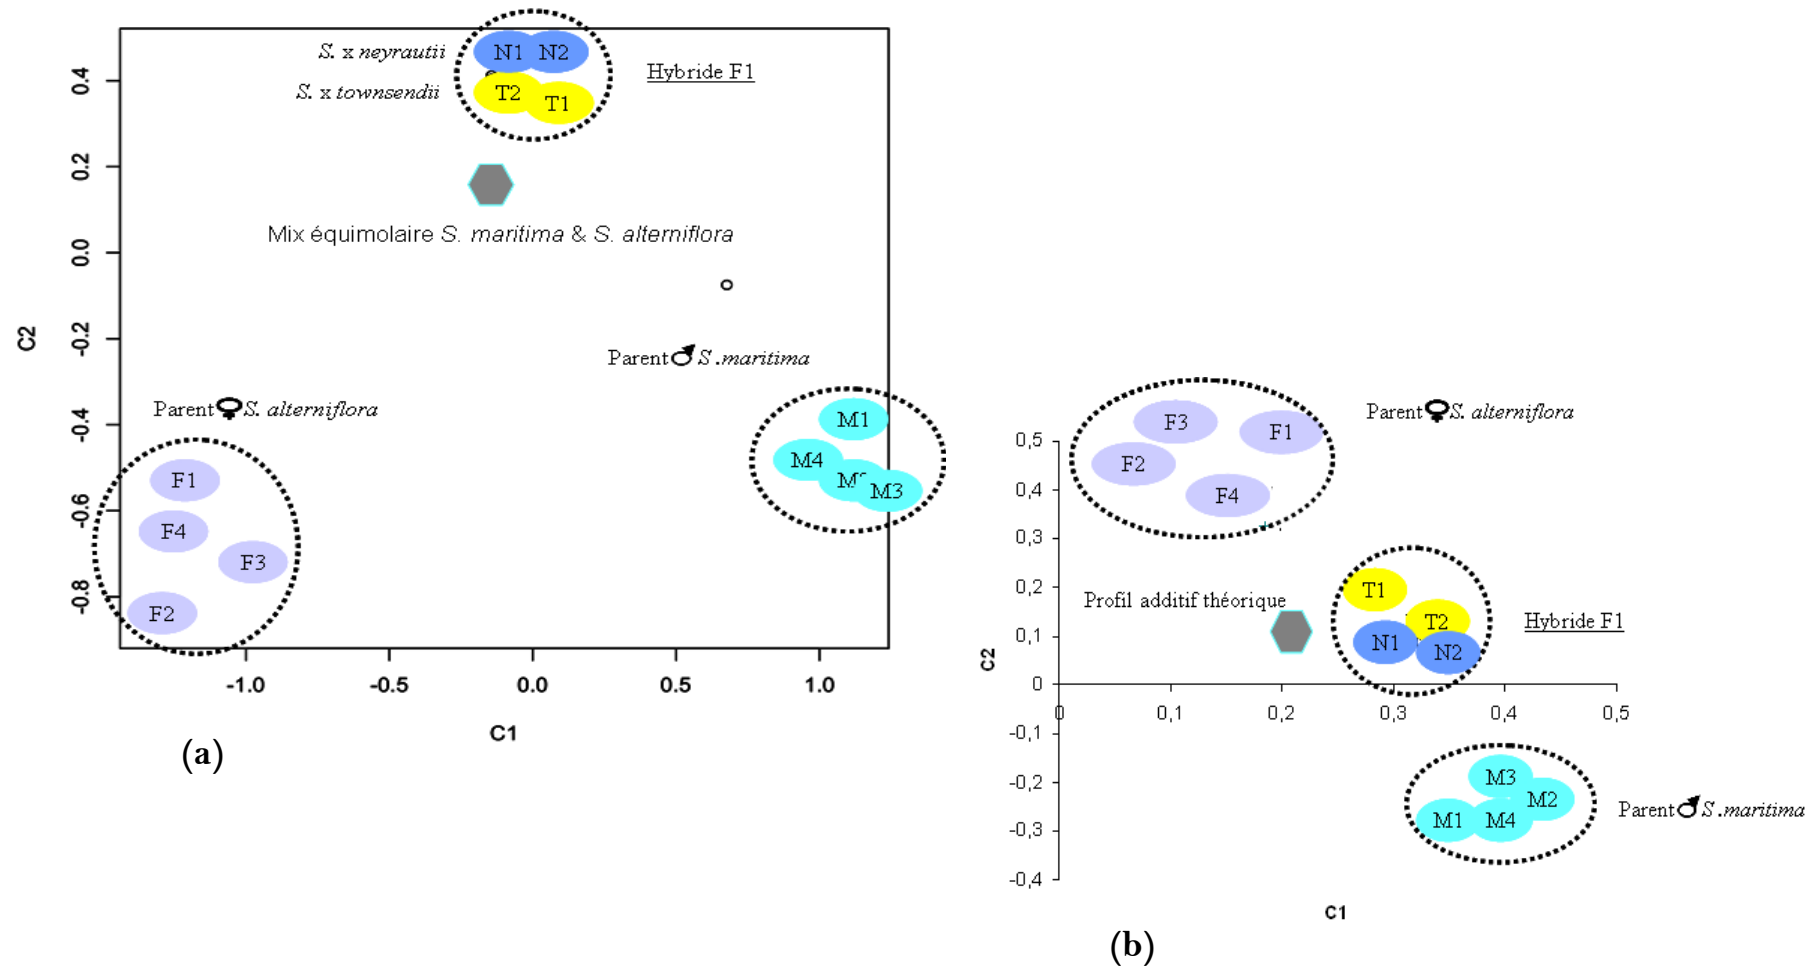 0.4
0.2
0.0
-0.2
-0.4
-0.6
-0.8
C2
S. x neyrautii
N1 N2
S. x townsendii
T2 T1
Hybride F1
Mix équimolaire S. maritima & S. alterniflora
Parent ♂ S.maritima
Parent ♀ S. alterniflora
M1
M4
M3
F1
F4
F3
F2
-1.0 -0.5 0.0 0.5 1.0
C1
(a)
Parent ♀ S. alterniflora
F3
F1
F2
F4
0,5
0,4
0,3
0,2
0,1
0
-0,1
-0,2
-0,3
-0,4
C2
Profil additif théorique
T1
T2
N1
N2
Hybride F1
0 0,1 0,2 0,3 0,4 0,5
M3
M2
M1 M4
Parent ♂ S.maritima
C1
(b)